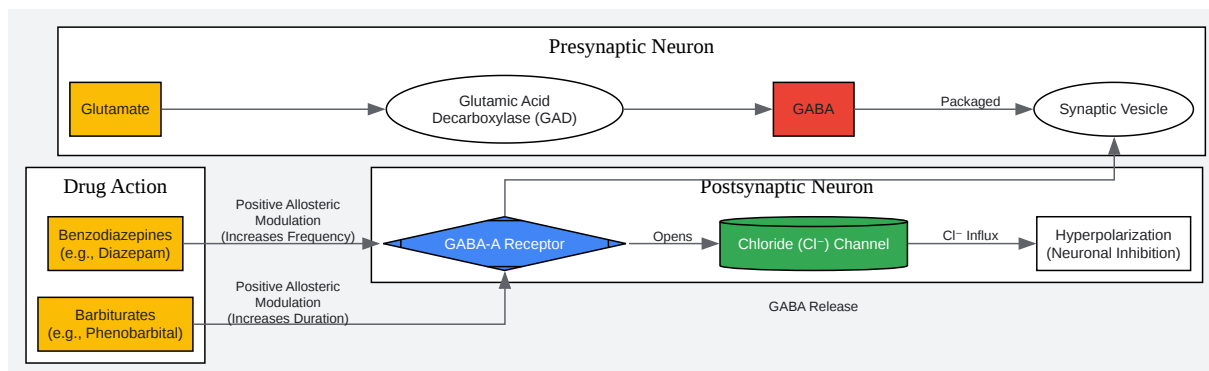 Presynaptic Neuron
Glutamate
Glutamic Acid
Decarboxylase (GAD)
GABA
Packaged
Synaptic Vesicle
Drug Action
Benzodiazepines
(e.g., Diazepam)
Barbiturates
(e.g., Phenobarbital)
Positive Allosteric
Modulation
(Increases Frequency)
Positive Allosteric
Modulation
(Increases Duration)
Postsynaptic Neuron
GABA-A Receptor
Opens
Chloride (Cl⁻) Channel
Cl⁻ Influx
Hyperpolarization
(Neuronal Inhibition)
GABA Release